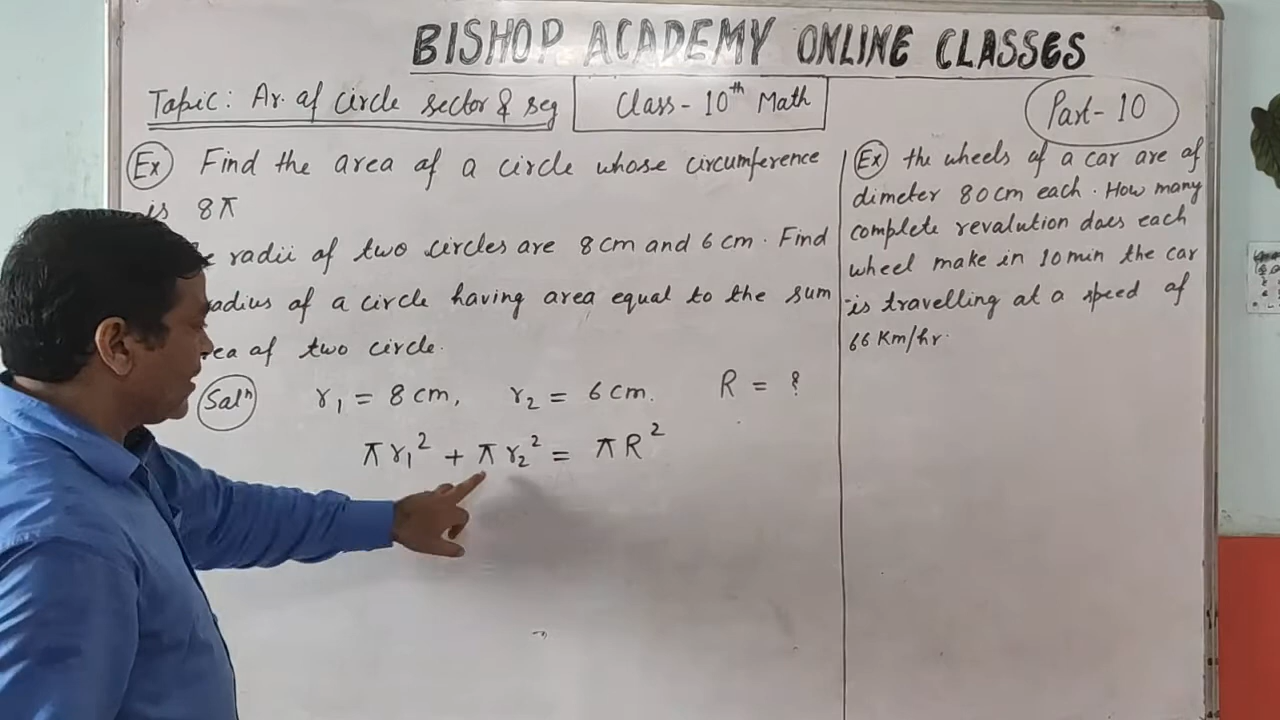 BISHOP ACADEMY ONLINE CLASSES
Topic: Ar. of circle sector & seg
Class - 10th Math
Part - 10
Ex Find the area of a circle whose circumference
is 8π
radii of two circles are 8 cm and 6 cm. Find
radius of a circle having area equal to the sum
of two circle.
Solⁿ r₁ = 8 cm, r₂ = 6 cm. R = ?
πr₁² + πr₂² = πR²
Ex the wheels of a car are of
dimeter 80 cm each. How many
complete revalution does each
wheel make in 10 min the car
is travelling at a speed of
66 Km/hr.